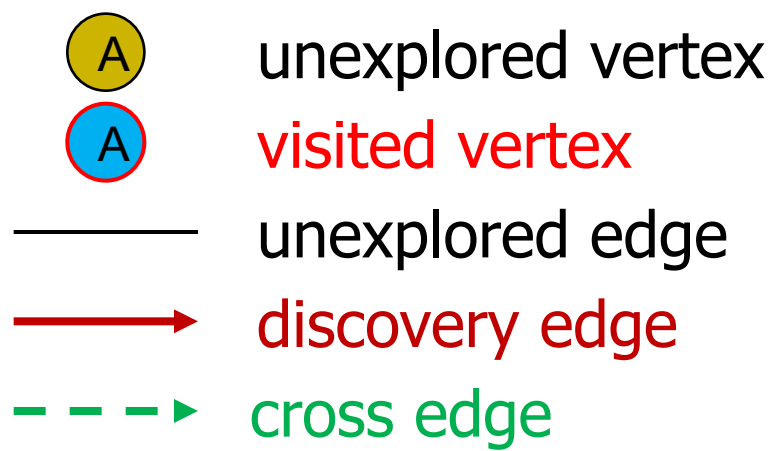 A unexplored vertex
A visited vertex
unexplored edge
discovery edge
cross edge